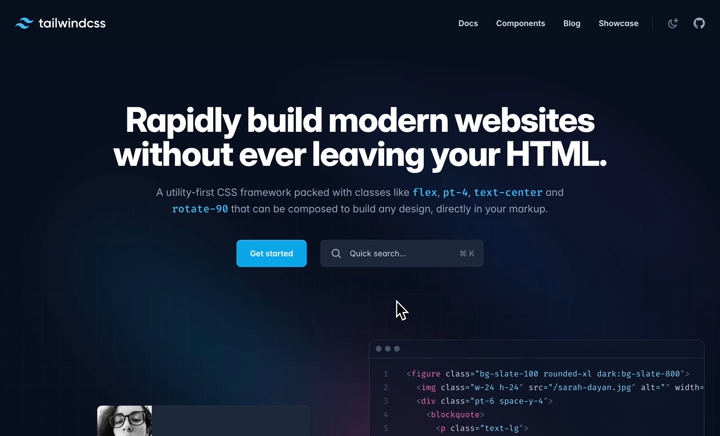 tailwindcss
Docs Components Blog Showcase
Rapidly build modern websites
without ever leaving your HTML.
A utility-first CSS framework packed with classes like flex, pt-4, text-center and
rotate-90 that can be composed to build any design, directly in your markup.
Get started
Quick search... ⌘ K
1 <figure class="bg-slate-100 rounded-xl dark:bg-slate-800">
2 <img class="w-24 h-24" src="/sarah-dayan.jpg" alt="" width=
3 <div class="pt-6 space-y-4">
4 <blockquote>
5 <p class="text-lg">